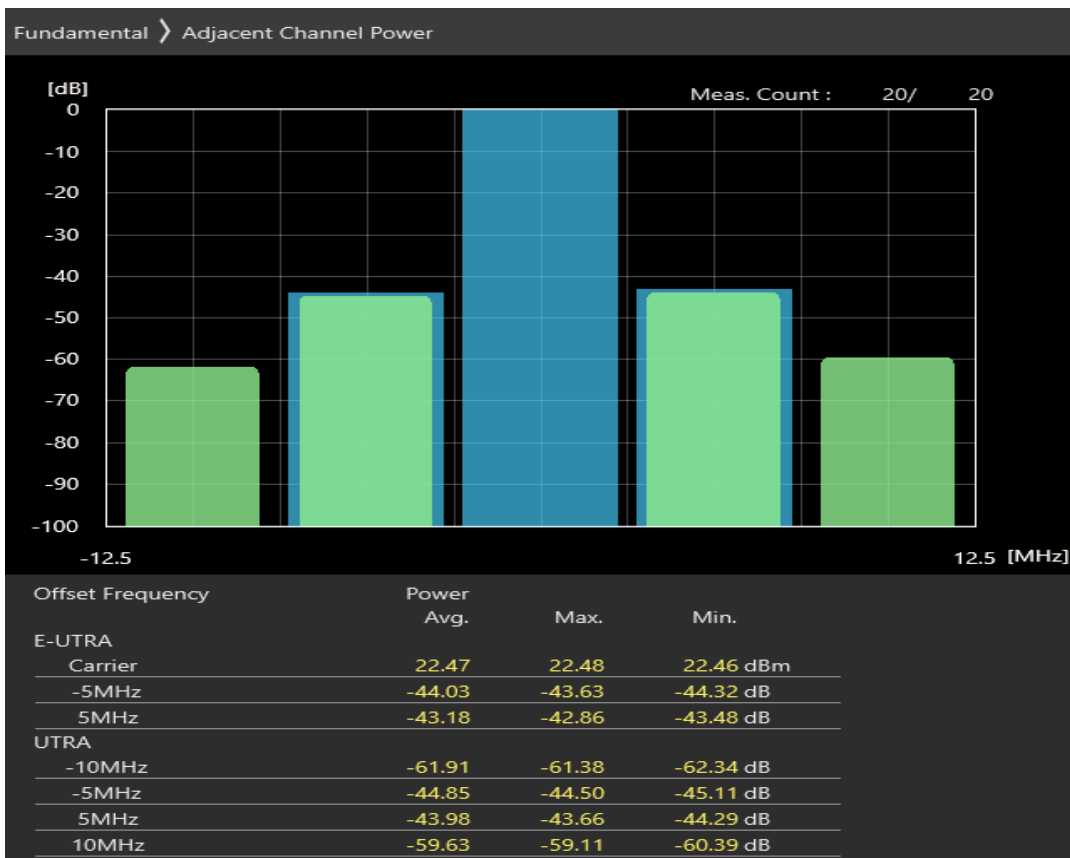 Fundamental 〉 Adjacent Channel Power
[dB]
Meas. Count : 20/ 20
0
-10
-20
-30
-40
-50
-60
-70
-80
-90
-100
-12.5 12.5 [MHz]
Offset Frequency Power
Avg. Max. Min.
E-UTRA
Carrier 22.47 22.48 22.46 dBm
-5MHz -44.03 -43.63 -44.32 dB
5MHz -43.18 -42.86 -43.48 dB
UTRA
-10MHz -61.91 -61.38 -62.34 dB
-5MHz -44.85 -44.50 -45.11 dB
5MHz -43.98 -43.66 -44.29 dB
10MHz -59.63 -59.11 -60.39 dB